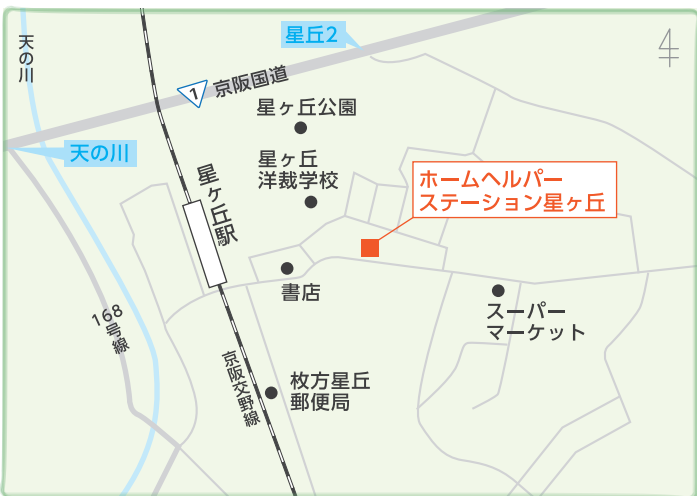 天の川
星丘2
1
京阪国道
星ヶ丘公園
天の川
星ヶ丘
洋裁学校
星ヶ丘駅
ホームヘルパー
ステーション星ヶ丘
書店
スーパー
マーケット
168号線
京阪交野線
枚方星丘
郵便局